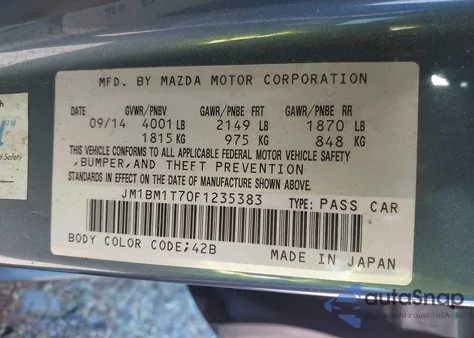 MFD. BY MAZDA MOTOR CORPORATION
DATE GVWR/PNBV GAWR/PNBE FRT GAWR/PNBE RR
09/14 4001 LB 2149 LB 1870 LB
1815 KG 975 KG 848 KG
THIS VEHICLE CONFORMS TO ALL APPLICABLE FEDERAL MOTOR VEHICLE SAFETY
,BUMPER,AND THEFT PREVENTION
STANDARDS IN EFFECT ON THE DATE OF MANUFACTURE SHOWN ABOVE.
JM1BM1T70F1235383 TYPE: PASS CAR
BODY COLOR CODE;42B MADE IN JAPAN
Safety
autoSnap